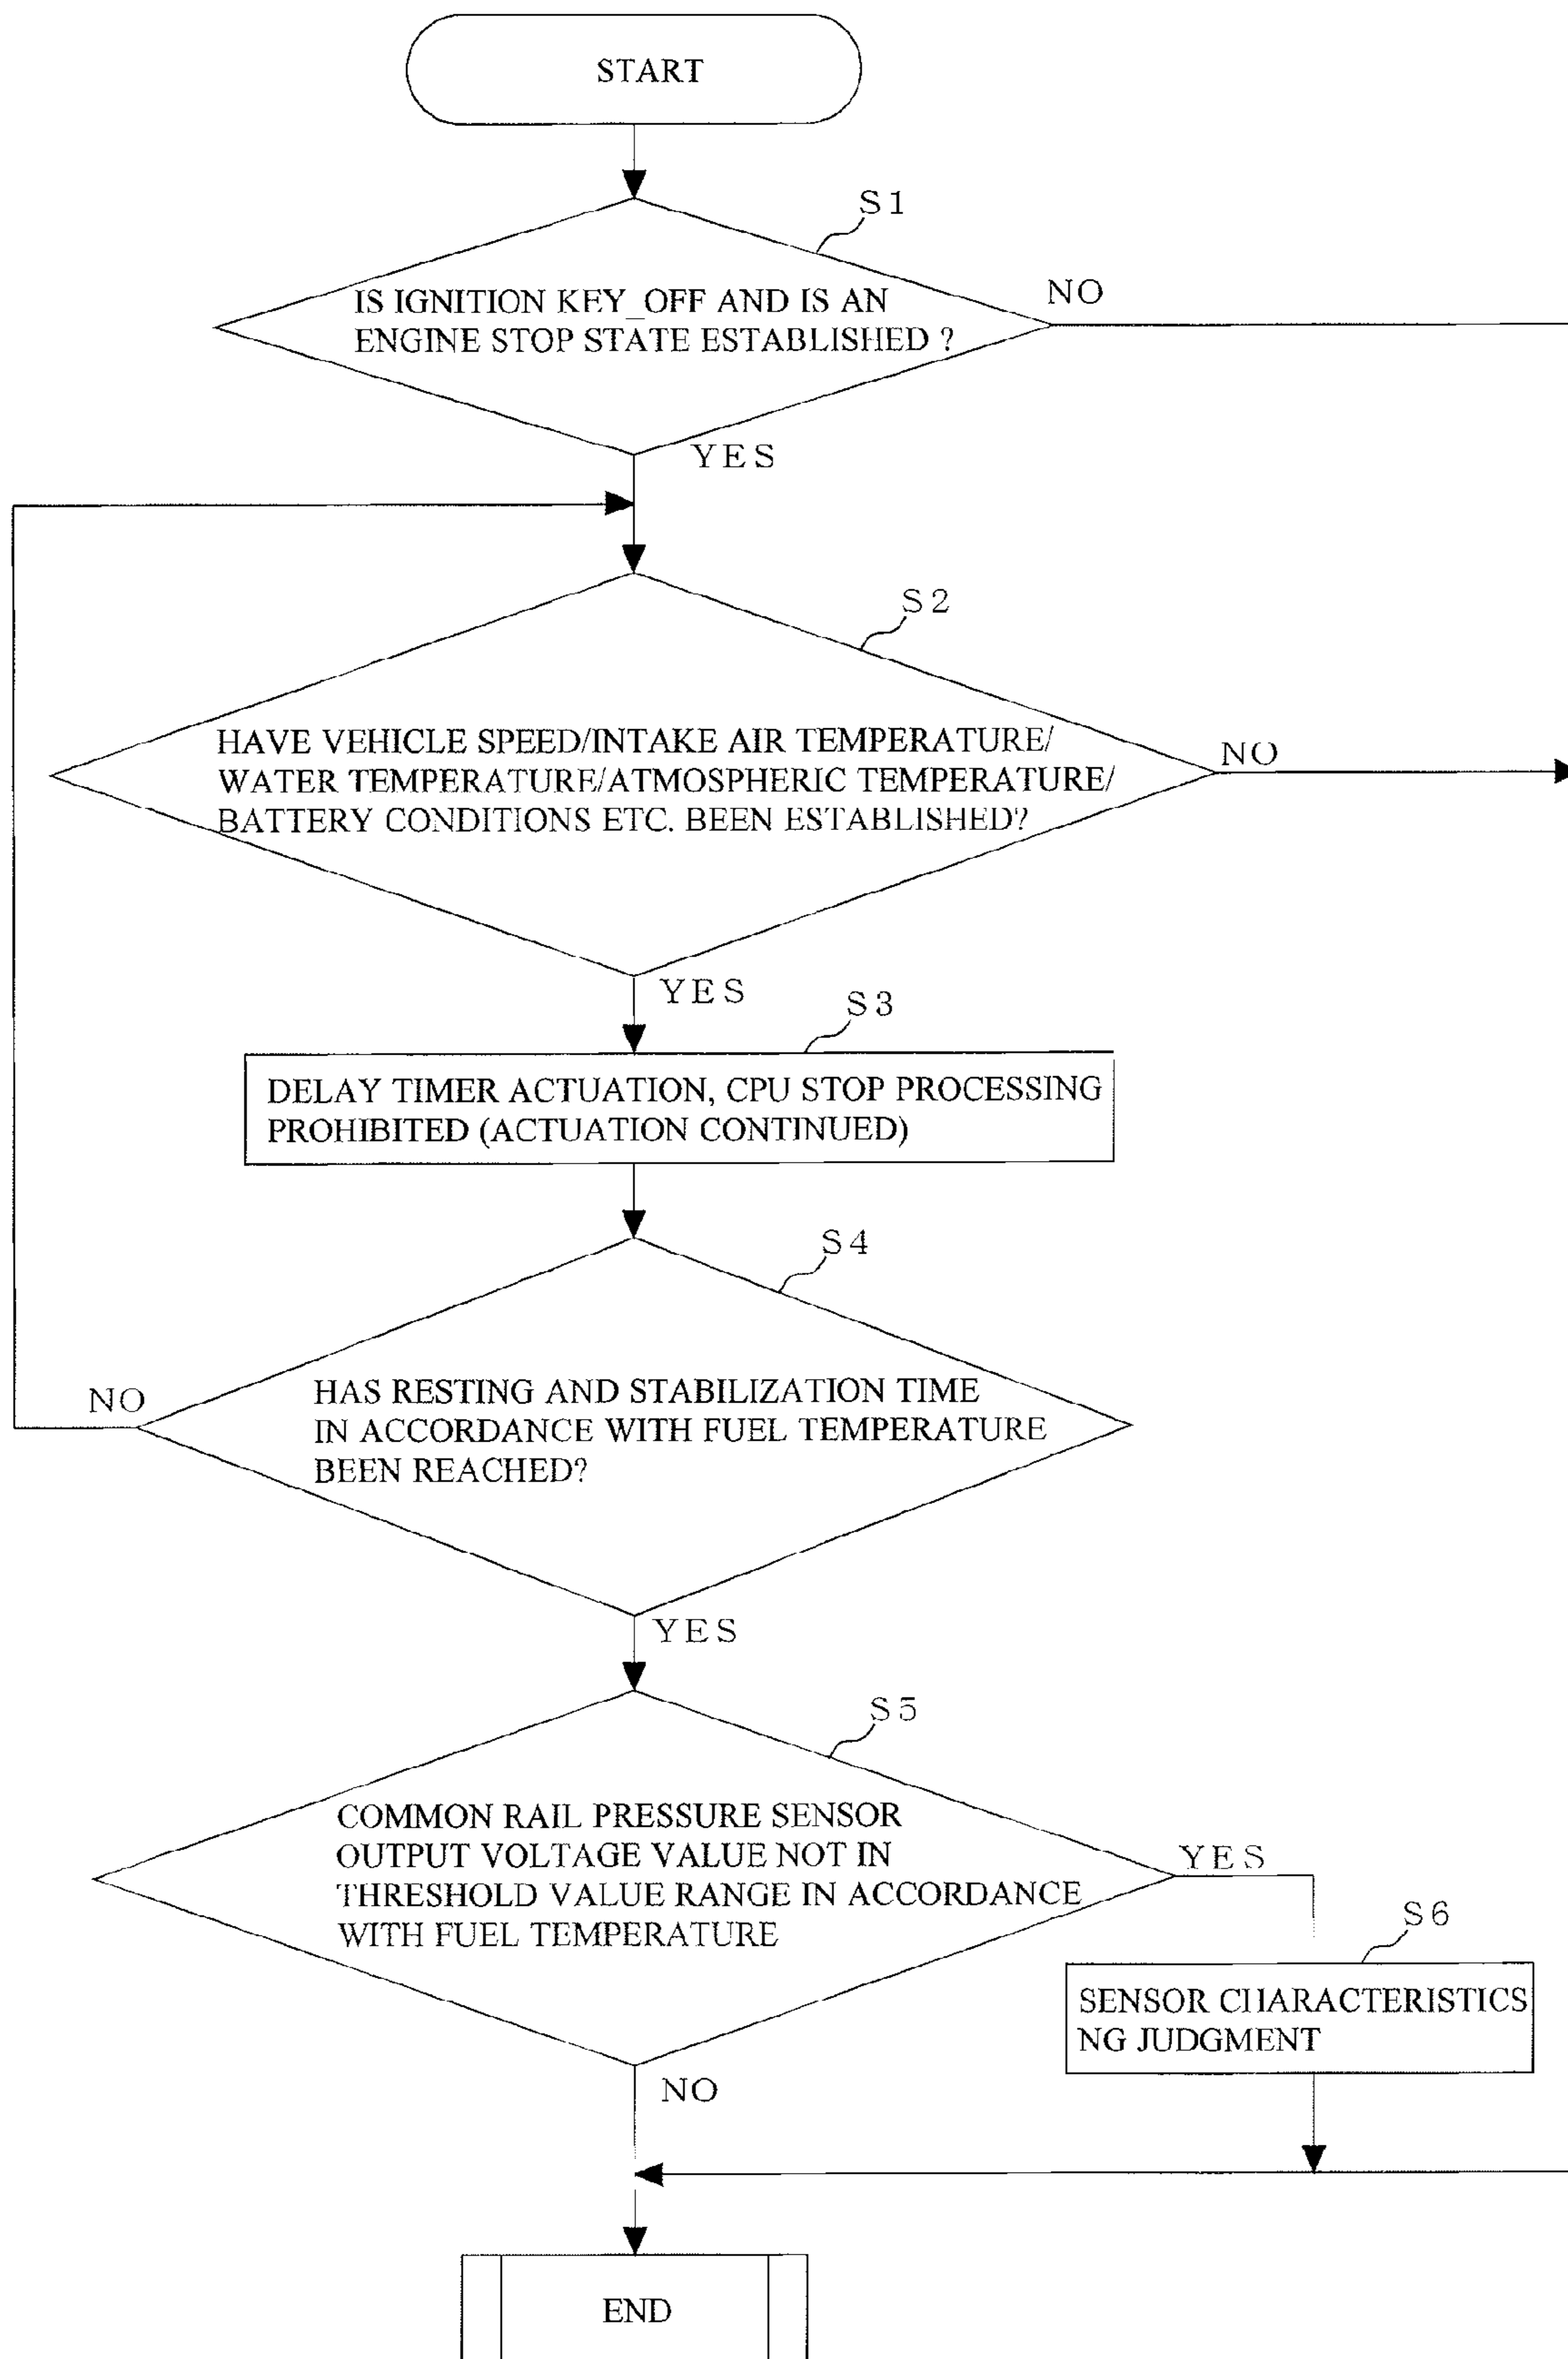 START
S1
IS IGNITION KEY_OFF AND IS AN
ENGINE STOP STATE ESTABLISHED ?
NO
YES
S2
HAVE VEHICLE SPEED/INTAKE AIR TEMPERATURE/
WATER TEMPERATURE/ATMOSPHERIC TEMPERATURE/
BATTERY CONDITIONS ETC. BEEN ESTABLISHED?
NO
YES
S3
DELAY TIMER ACTUATION, CPU STOP PROCESSING
PROHIBITED (ACTUATION CONTINUED)
S4
HAS RESTING AND STABILIZATION TIME
IN ACCORDANCE WITH FUEL TEMPERATURE
BEEN REACHED?
NO
YES
S5
COMMON RAIL PRESSURE SENSOR
OUTPUT VOLTAGE VALUE NOT IN
THRESHOLD VALUE RANGE IN ACCORDANCE
WITH FUEL TEMPERATURE
YES
S6
SENSOR CHARACTERISTICS
NG JUDGMENT
NO
END